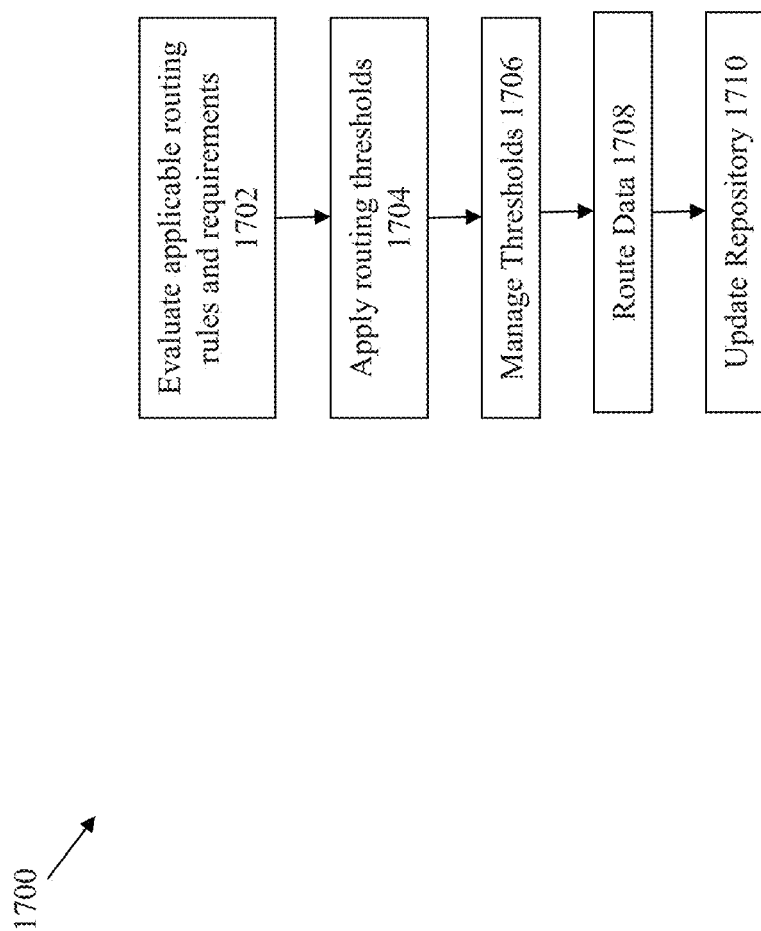 1700
Evaluate applicable routing
rules and requirements
1702
Apply routing thresholds
1704
Manage Thresholds 1706
Route Data 1708
Update Repository 1710